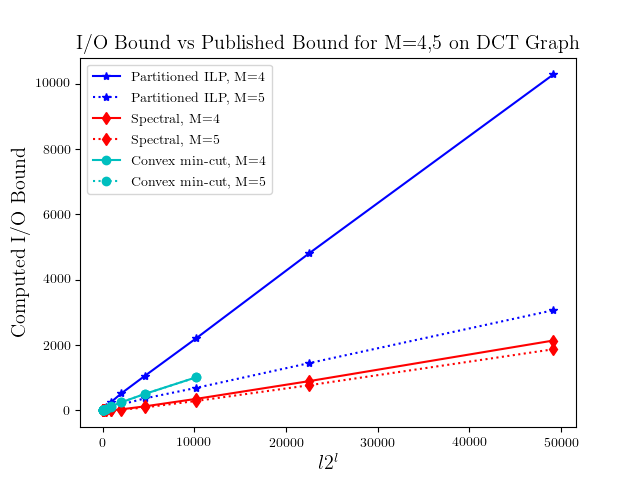 I/O Bound vs Published Bound for M=4,5 on DCT Graph
Computed I/O Bound
10000
8000
6000
4000
2000
0
Partitioned ILP, M=4
Partitioned ILP, M=5
Spectral, M=4
Spectral, M=5
Convex min-cut, M=4
Convex min-cut, M=5
0 10000 20000 30000 40000 50000
l2^l